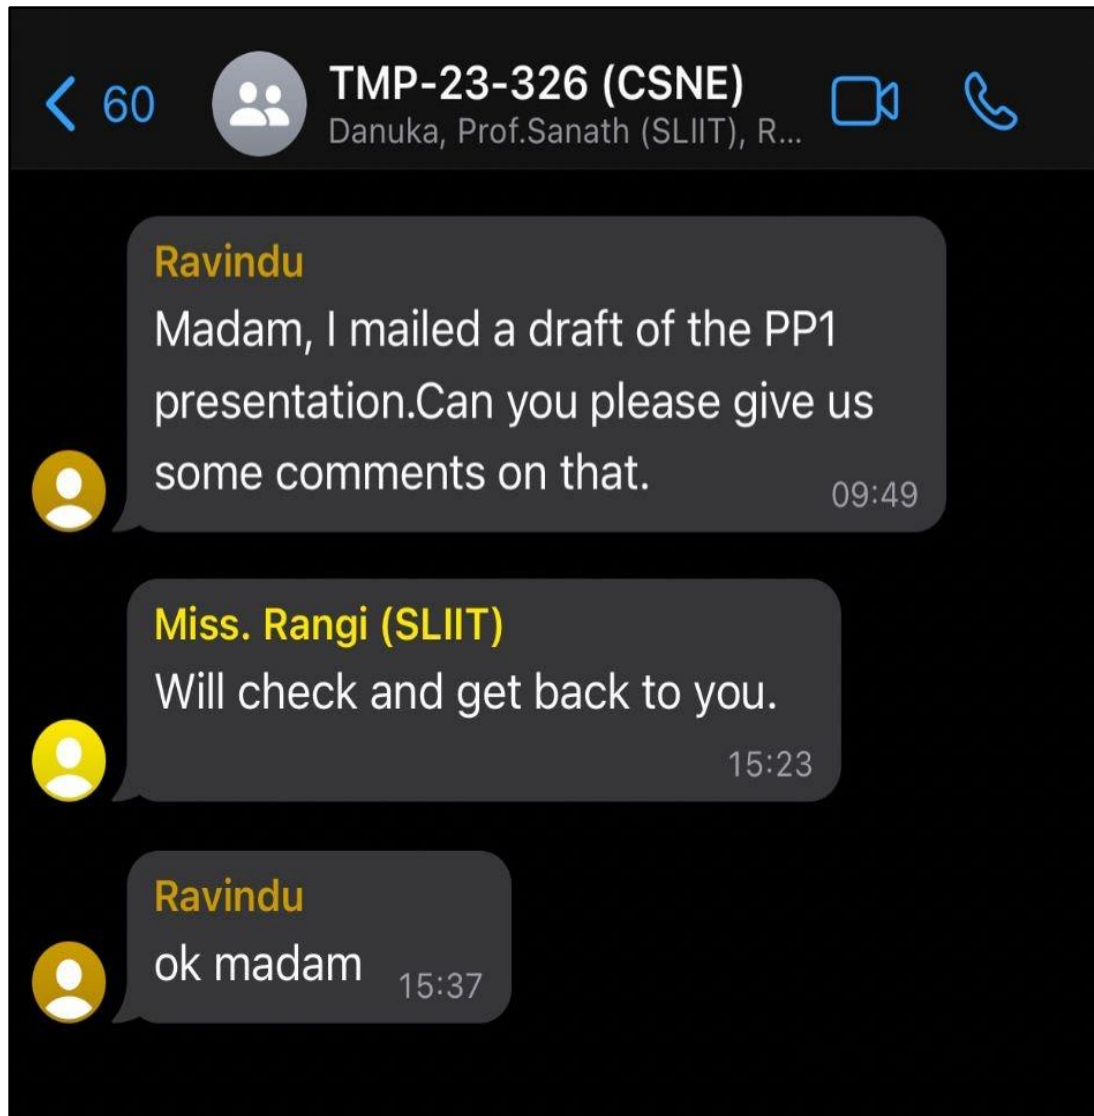 60
TMP-23-326 (CSNE)
Danuka, Prof.Sanath (SLIIT), R...
Ravindu
Madam, I mailed a draft of the PP1
presentation.Can you please give us
some comments on that.
09:49
Miss. Rangi (SLIIT)
Will check and get back to you.
15:23
Ravindu
ok madam
15:37